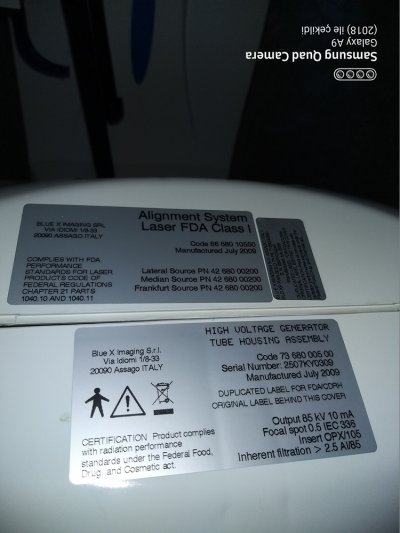 Samsung Quad Camera
Galaxy A9
(2018) ile çekildi
BLUE X IMAGING SRL
Via IDIOMI 1/8-33
20090 ASSAGO ITALY
COMPLIES WITH FDA
PERFORMANCE
STANDARDS FOR LASER
PRODUCTS CODE OF
FEDERAL REGULATIONS
CHAPTER 21 PARTS
1040.10 AND 1040.11
Alignment System
Laser FDA Class I
Code 66 680 10500
Manufactured July 2009
Lateral Source PN 42 680 00200
Median Source PN 42 680 00200
Frankfurt Source PN 42 680 00200
Blue X Imaging S.r.l.
Via Idiomi 1/8-33
20090 Assago ITALY
CERTIFICATION Product complies
with radiation performance
standards under the Federal Food,
Drug and Cosmetic act.
HIGH VOLTAGE GENERATOR
TUBE HOUSING ASSEMBLY
Code 73 680 005 00
Serial Number: 2507KY0309
Manufactured July 2009
DUPLICATED LABEL FOR FDA/CDRH
ORIGINAL LABEL BEHIND THIS COVER
Output 85 kV 10 mA
Focal spot 0.5 IEC 336
Insert OPX/105
Inherent filtration > 2.5 Al/85